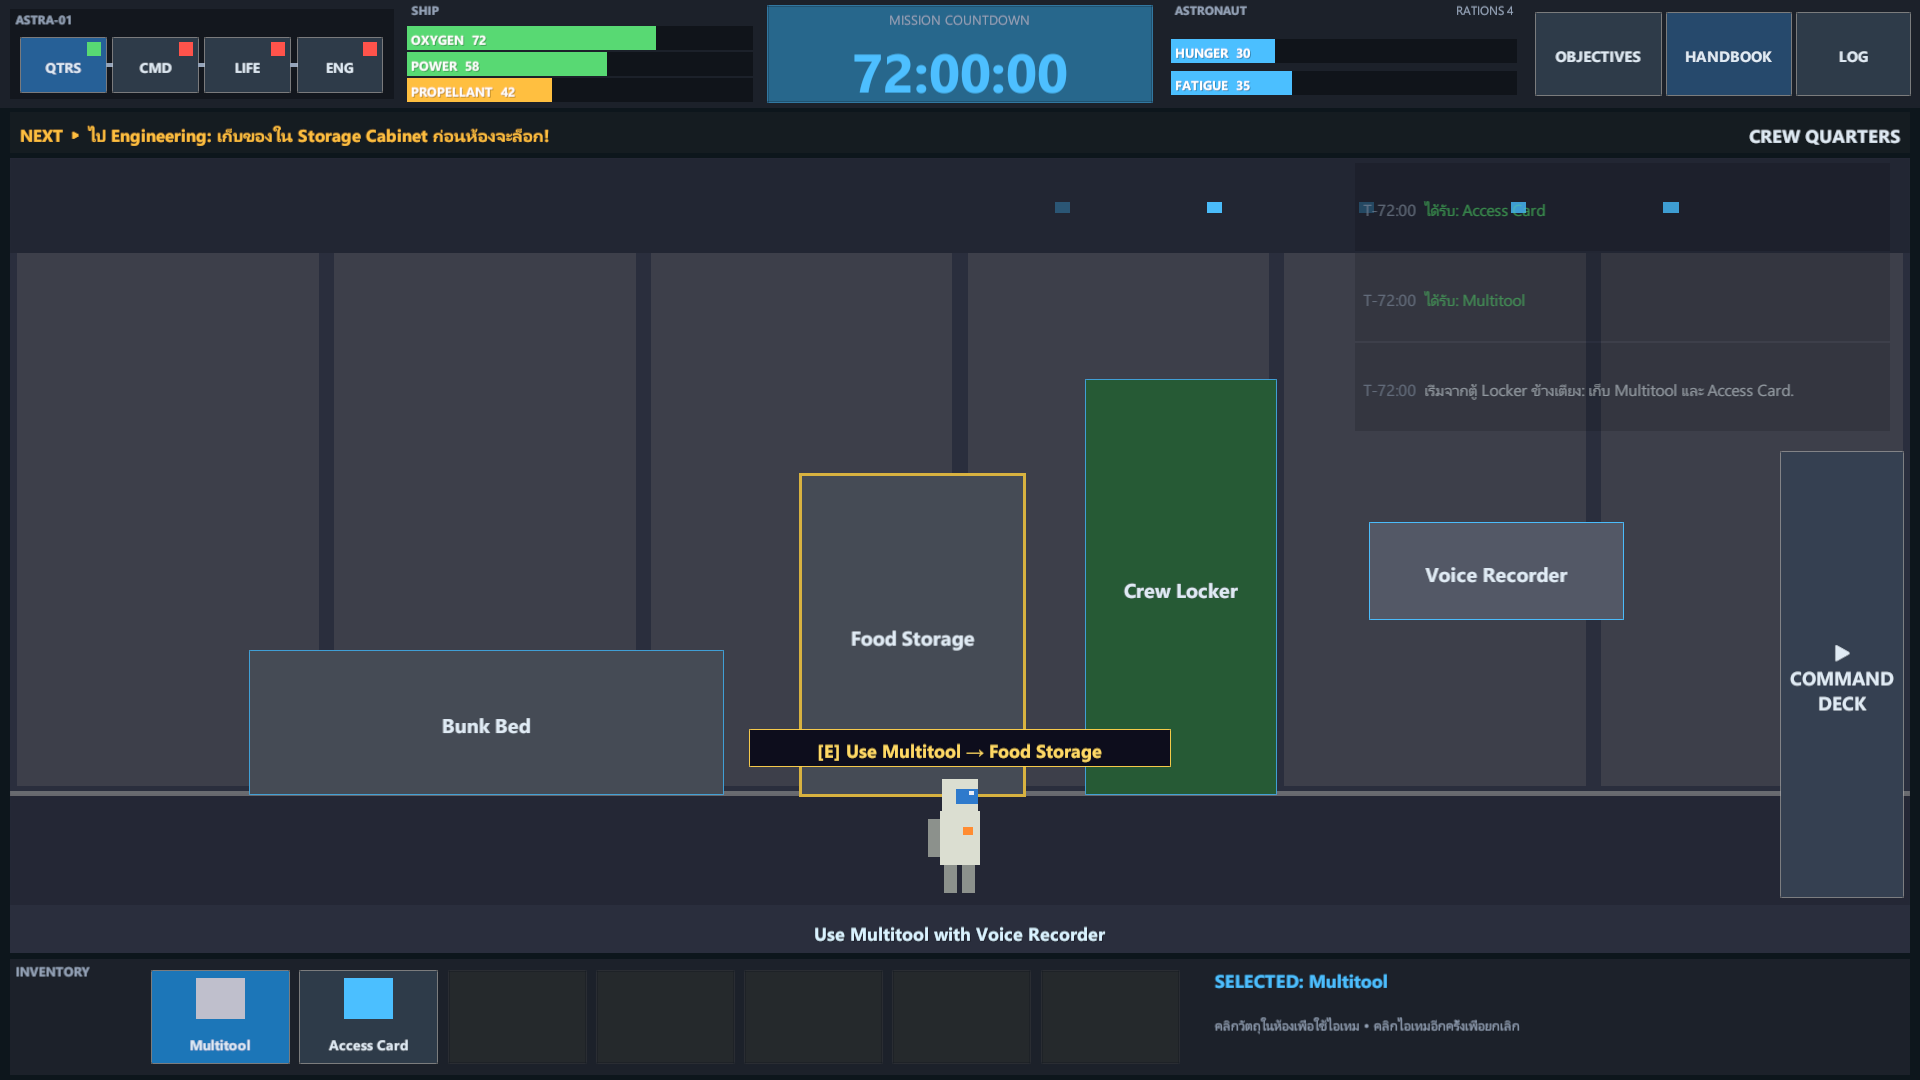 ASTRA-01
QTRS
CMD
LIFE
ENG
SHIP
OXYGEN 72
POWER 58
PROPELLANT 42
MISSION COUNTDOWN
72:00:00
ASTRONAUT
RATIONS 4
HUNGER 30
FATIGUE 35
OBJECTIVES
HANDBOOK
LOG
NEXT ▸ ไป Engineering: เก็บของใน Storage Cabinet ก่อนห้องจะล็อก!
CREW QUARTERS
T-72:00 ได้รับ: Access Card
T-72:00 ได้รับ: Multitool
T-72:00 เริ่มจากตู้ Locker ข้างเตียง: เก็บ Multitool และ Access Card.
Bunk Bed
Food Storage
Crew Locker
Voice Recorder
▶
COMMAND
DECK
[E] Use Multitool → Food Storage
Use Multitool with Voice Recorder
INVENTORY
Multitool
Access Card
SELECTED: Multitool
คลิกวัตถุในห้องเพื่อใช้ไอเทม • คลิกไอเทมอีกครั้งเพื่อยกเลิก